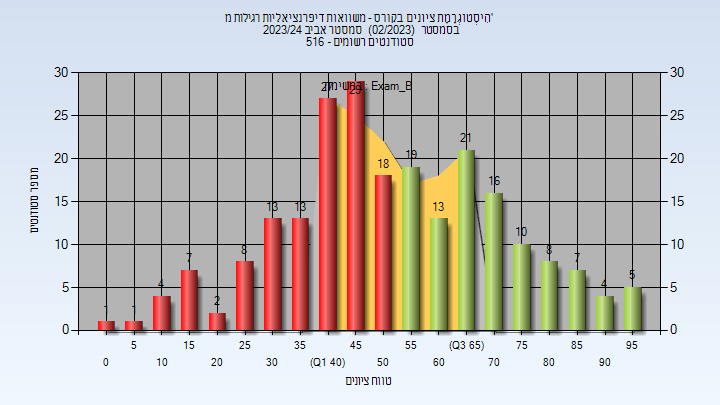 הִיסְטוֹגְרָמַת ציונים בקורס - משוואות דיפרנציאליות רגילות מ'
בסמסטר (02/2023) סמסטר אביב 2023/24
סטודנטים רשומים - 516
רשימה: Exam_B
30 30
25 25
20 20
15 15
10 10
5 5
0 0
מספר סטודנטים
1 1 4 7 2 8 13 13 27 29 18 19 13 21 16 10 8 7 4 5
5 15 25 35 45 55 (Q3 65) 75 85 95
0 10 20 30 (Q1 40) 50 60 70 80 90
טווח ציונים